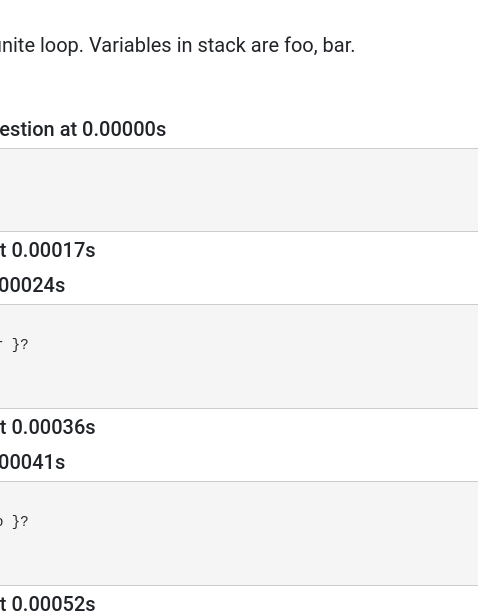 nite loop. Variables in stack are foo, bar.
estion at 0.00000s
t 0.00017s
00024s
r }?
t 0.00036s
00041s
o }?
t 0.00052s